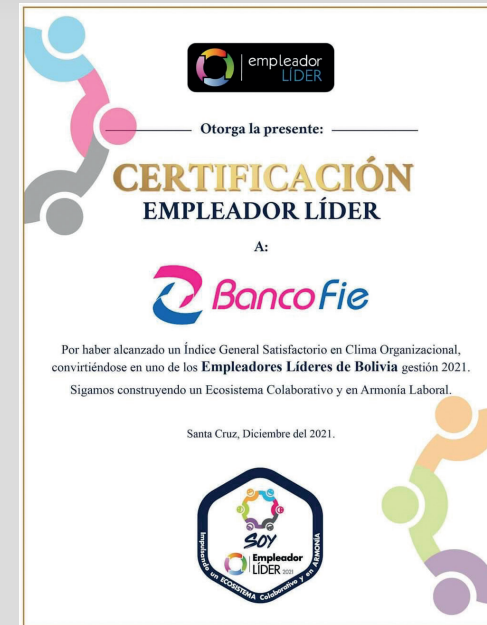 empleador
LÍDER
Otorga la presente:
CERTIFICACIÓN
EMPLEADOR LÍDER
A:
Banco Fie
Por haber alcanzado un Índice General Satisfactorio en Clima Organizacional,
convirtiéndose en uno de los Empleadores Líderes de Bolivia gestión 2021.
Sigamos construyendo un Ecosistema Colaborativo y en Armonía Laboral.
Santa Cruz, Diciembre del 2021.
SOY
Empleador
LÍDER 2021
Impulsando un ECOSISTEMA Colaborativo y en ARMONÍA